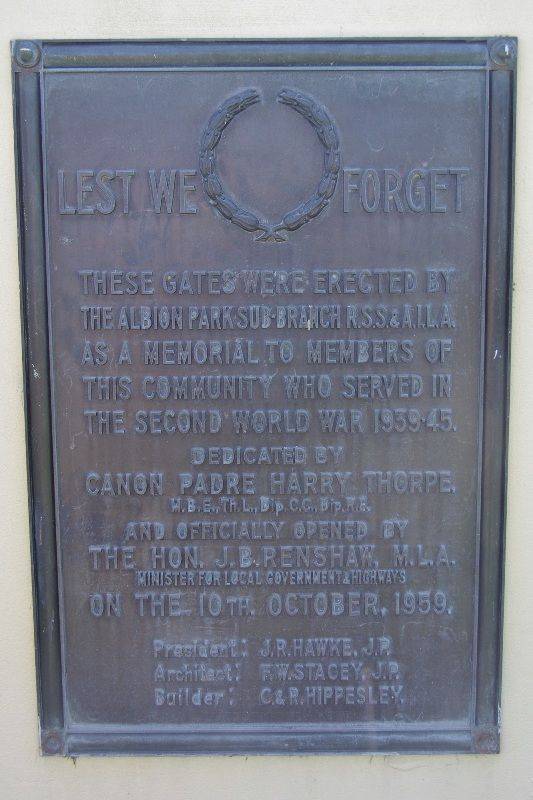 LEST WE FORGET
THESE GATES WERE ERECTED BY
THE ALBION PARK·SUB·BRANCH R.S.S.& A.I.L.A.
AS A MEMORIAL TO MEMBERS OF
THIS COMMUNITY WHO SERVED IN
THE SECOND WORLD WAR 1939·45.
DEDICATED BY
CANON PADRE HARRY THORPE.
M.B.E., Th.L., Dip.C.C., Dip.R.E.
AND OFFICIALLY OPENED BY
THE HON. J.B. RENSHAW, M.L.A.
MINISTER FOR LOCAL GOVERNMENT & HIGHWAYS
ON THE 10TH. OCTOBER, 1959.
President: J.R. HAWKE, J.P.
Architect: F.W. STACEY, J.P.
Builder: C.& R. HIPPESLEY.